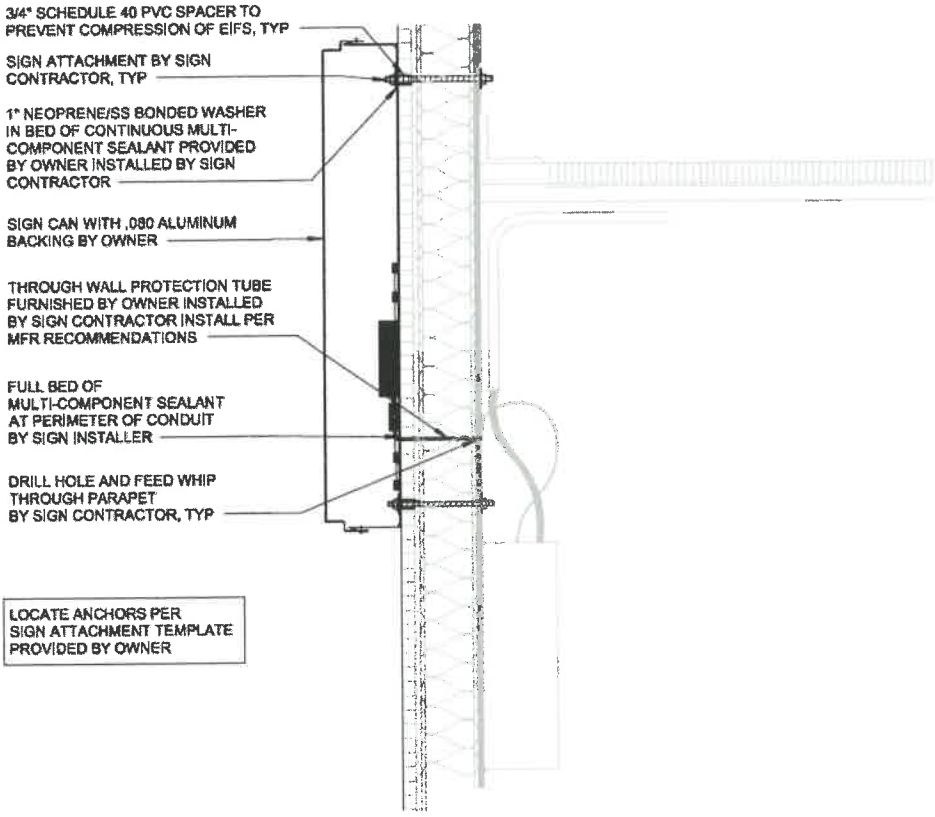 3/4" SCHEDULE 40 PVC SPACER TO
PREVENT COMPRESSION OF EIFS, TYP
SIGN ATTACHMENT BY SIGN
CONTRACTOR, TYP
1" NEOPRENE/SS BONDED WASHER
IN BED OF CONTINUOUS MULTI-
COMPONENT SEALANT PROVIDED
BY OWNER INSTALLED BY SIGN
CONTRACTOR
SIGN CAN WITH .080 ALUMINUM
BACKING BY OWNER
THROUGH WALL PROTECTION TUBE
FURNISHED BY OWNER INSTALLED
BY SIGN CONTRACTOR INSTALL PER
MFR RECOMMENDATIONS
FULL BED OF
MULTI-COMPONENT SEALANT
AT PERIMETER OF CONDUIT
BY SIGN INSTALLER
DRILL HOLE AND FEED WHIP
THROUGH PARAPET
BY SIGN CONTRACTOR, TYP
LOCATE ANCHORS PER
SIGN ATTACHMENT TEMPLATE
PROVIDED BY OWNER